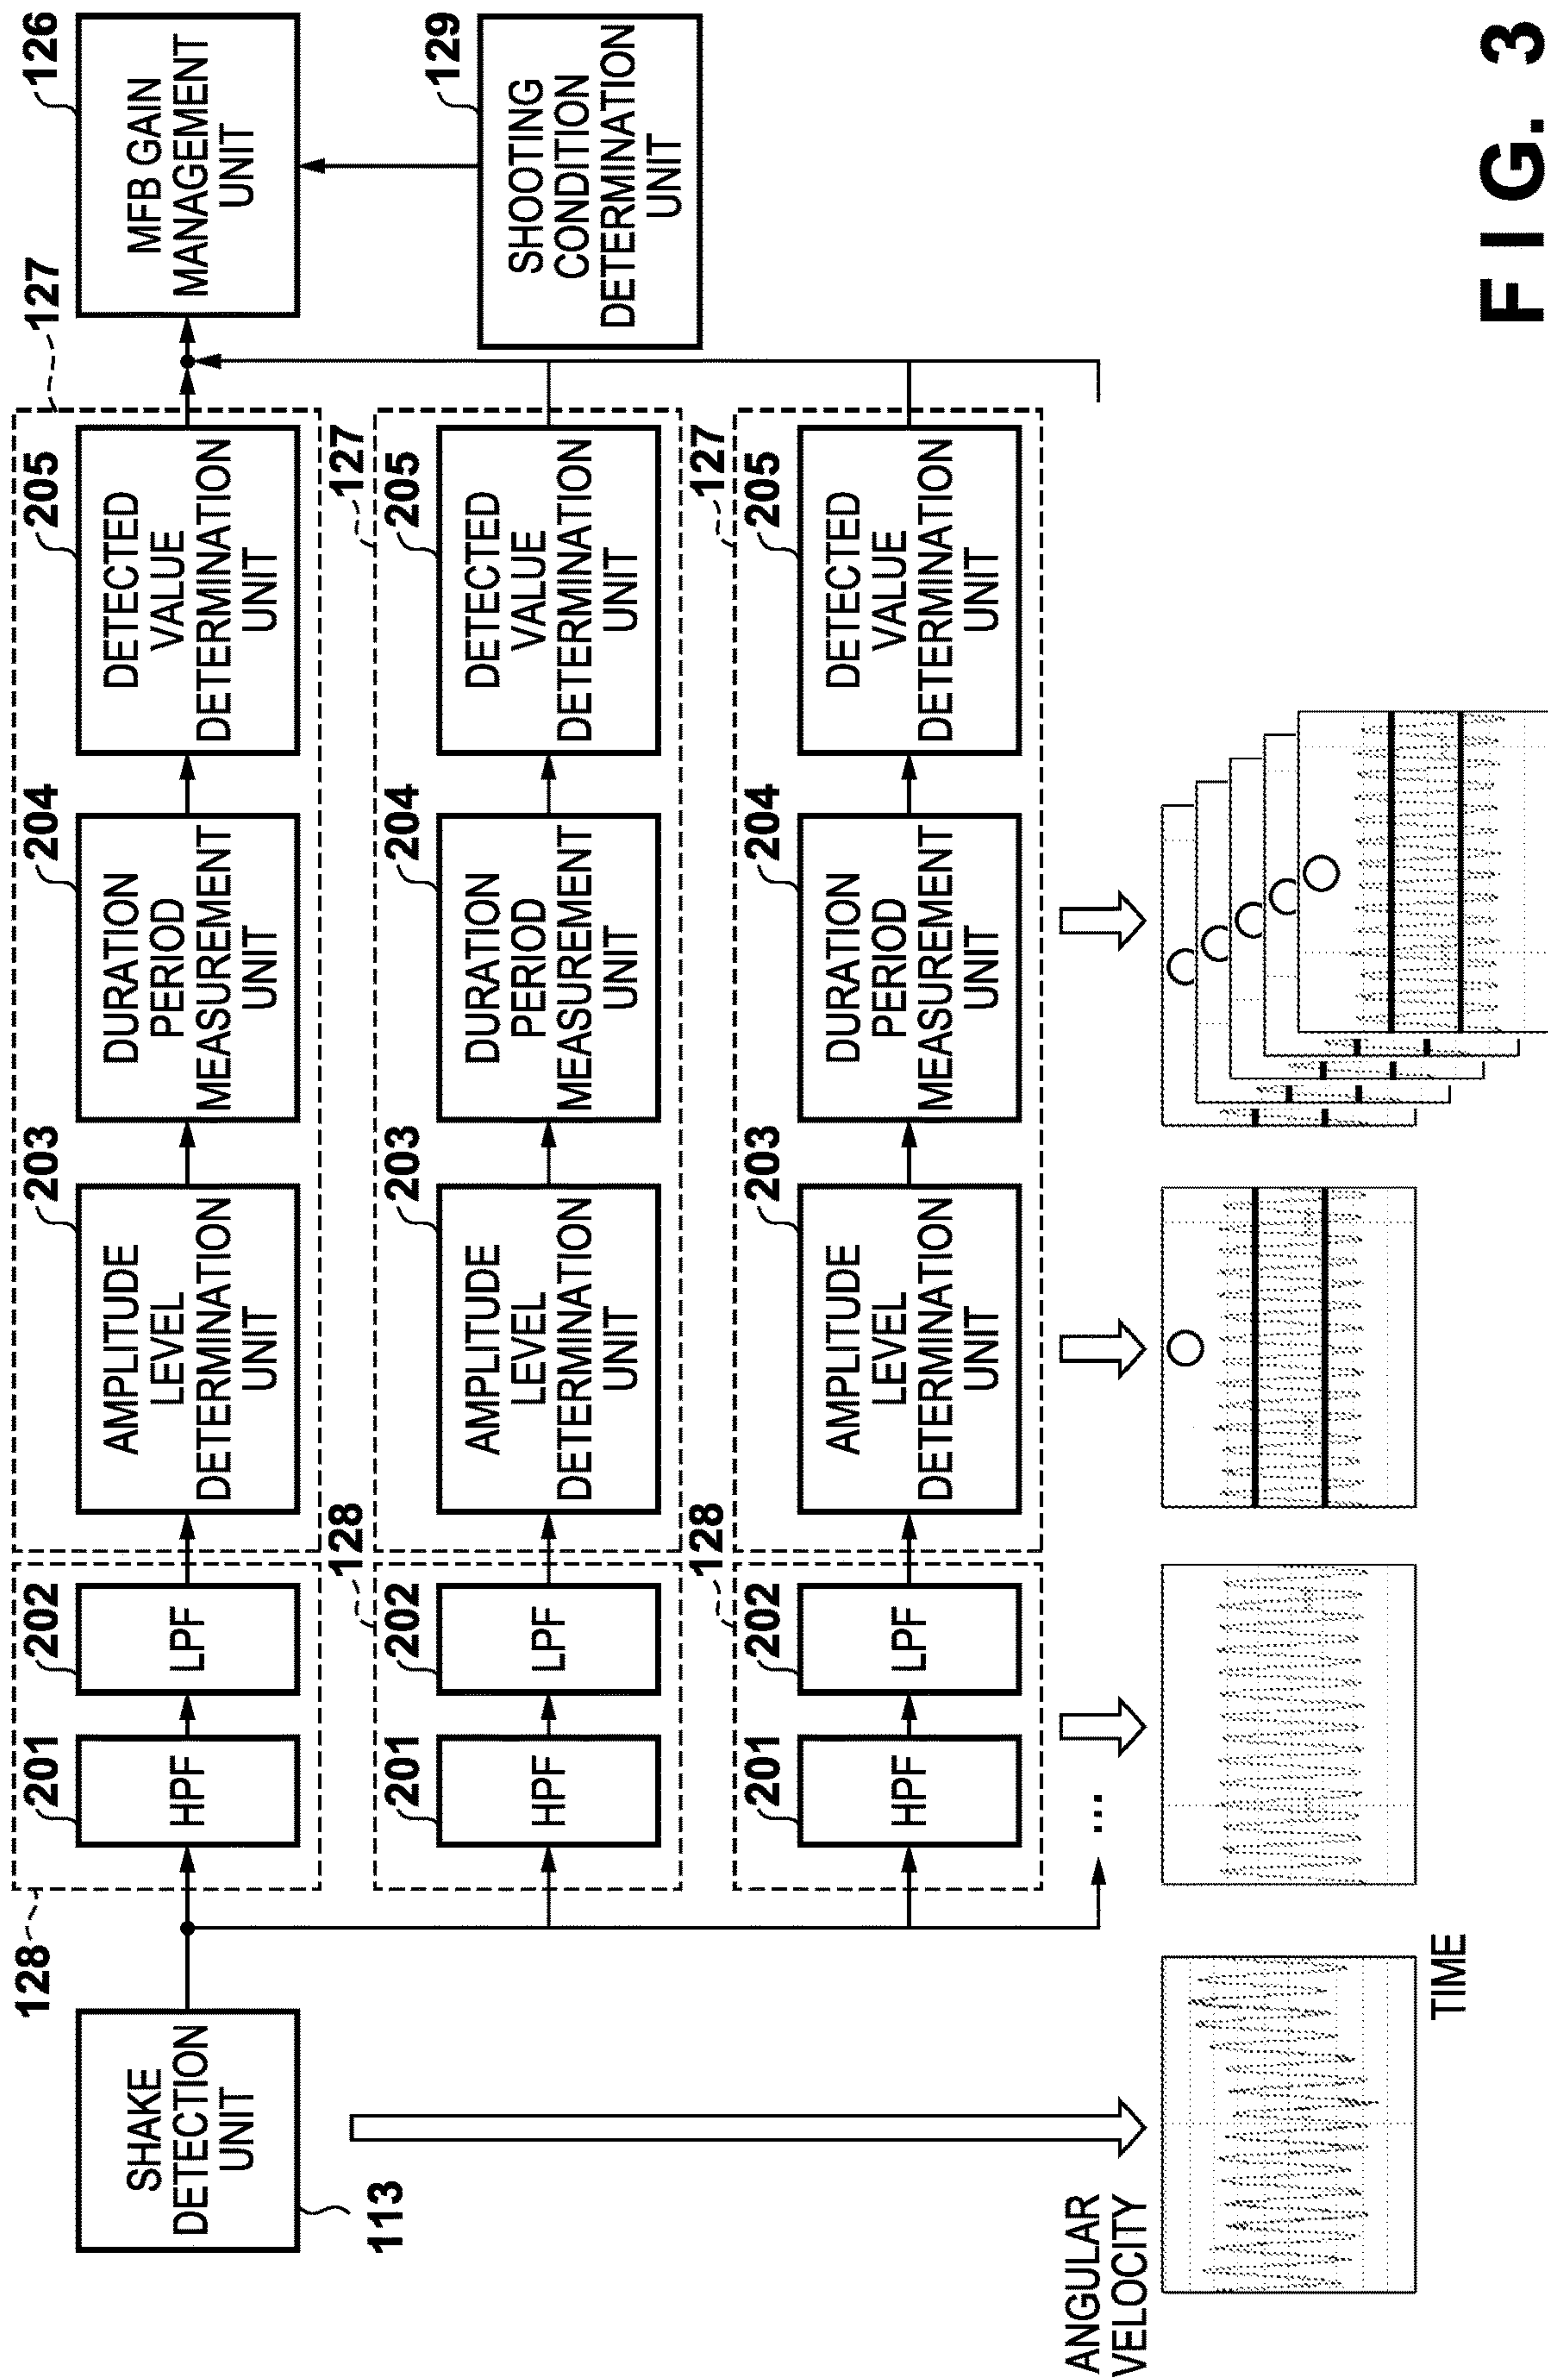 128
201
202
203
204
205
127
126
SHAKE
DETECTION
UNIT
113
HPF
LPF
AMPLITUDE
LEVEL
DETERMINATION
UNIT
DURATION
PERIOD
MEASUREMENT
UNIT
DETECTED
VALUE
DETERMINATION
UNIT
MFB GAIN
MANAGEMENT
UNIT
128
201
202
203
204
205
127
129
HPF
LPF
AMPLITUDE
LEVEL
DETERMINATION
UNIT
DURATION
PERIOD
MEASUREMENT
UNIT
DETECTED
VALUE
DETERMINATION
UNIT
SHOOTING
CONDITION
DETERMINATION
UNIT
128
201
202
203
204
205
127
HPF
LPF
AMPLITUDE
LEVEL
DETERMINATION
UNIT
DURATION
PERIOD
MEASUREMENT
UNIT
DETECTED
VALUE
DETERMINATION
UNIT
...
ANGULAR
VELOCITY
TIME
FIG. 3